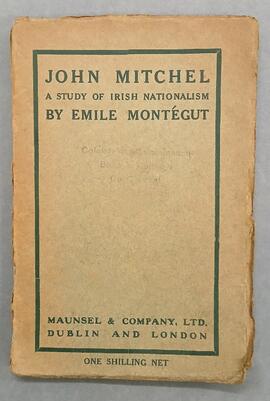 JOHN MITCHEL
A STUDY OF IRISH NATIONALISM
BY EMILE MONTÉGUT
MAUNSEL & COMPANY, LTD.
DUBLIN AND LONDON
ONE SHILLING NET